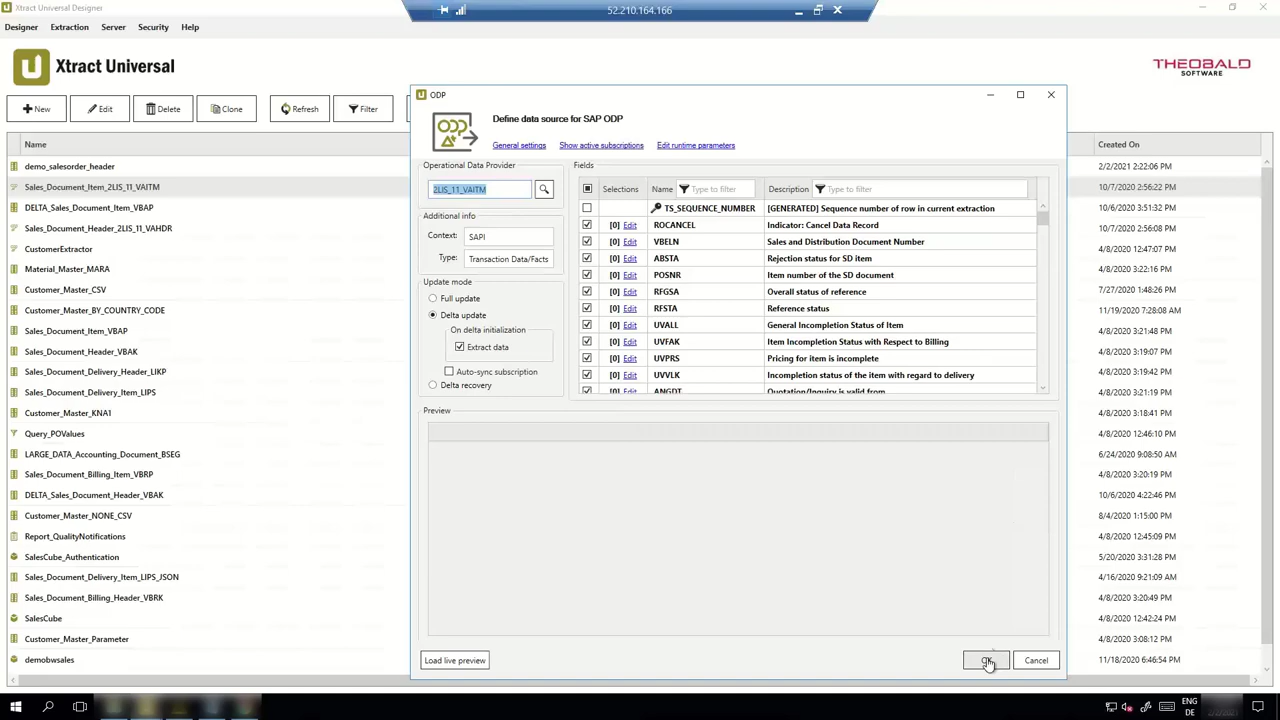 Xtract Universal Designer
52.210.164.166
Designer Extraction Server Security Help
Xtract Universal
THEOBALD
SOFTWARE
New Edit Delete Clone Refresh Filter
Name
Created On
demo_salesorder_header
2/2/2021 2:22:06 PM
Sales_Document_Item_2LIS_11_VAITM
10/7/2020 2:56:22 PM
DELTA_Sales_Document_Item_VBAP
10/6/2020 3:51:32 PM
Sales_Document_Header_2LIS_11_VAHDR
10/7/2020 2:56:08 PM
CustomerExtractor
4/8/2020 12:47:07 PM
Material_Master_MARA
4/8/2020 3:22:16 PM
Customer_Master_CSV
7/27/2020 1:48:26 PM
Customer_Master_BY_COUNTRY_CODE
11/19/2020 7:28:08 AM
Sales_Document_Item_VBAP
4/8/2020 3:21:48 PM
Sales_Document_Header_VBAK
4/8/2020 3:19:07 PM
Sales_Document_Delivery_Header_LIKP
4/8/2020 3:19:42 PM
Sales_Document_Delivery_Item_LIPS
4/8/2020 3:21:19 PM
Customer_Master_KNA1
4/8/2020 3:18:41 PM
Query_POValues
4/8/2020 12:46:10 PM
LARGE_DATA_Accounting_Document_BSEG
6/24/2020 9:08:50 AM
Sales_Document_Billing_Item_VBRP
4/8/2020 3:20:19 PM
DELTA_Sales_Document_Header_VBAK
10/6/2020 4:22:46 PM
Customer_Master_NONE_CSV
8/4/2020 1:15:00 PM
Report_QualityNotifications
4/8/2020 12:45:09 PM
SalesCube_Authentication
5/20/2020 3:31:28 PM
Sales_Document_Delivery_Item_LIPS_JSON
4/16/2020 9:21:09 AM
Sales_Document_Billing_Header_VBRK
4/8/2020 3:20:49 PM
SalesCube
4/8/2020 12:42:24 PM
Customer_Master_Parameter
4/8/2020 3:08:12 PM
demobwsales
11/18/2020 6:46:54 PM
ODP
Define data source for SAP ODP
General settings Show active subscriptions Edit runtime parameters
Operational Data Provider
2LIS_11_VAITM
Additional info
Context: SAPI
Type: Transaction Data/Facts
Update mode
Full update
Delta update
On delta initialization
Extract data
Auto-sync subscription
Delta recovery
Fields
Selections Name Type to filter Description Type to filter
TS_SEQUENCE_NUMBER [GENERATED] Sequence number of row in current extraction
[0] Edit ROCANCEL Indicator: Cancel Data Record
[0] Edit VBELN Sales and Distribution Document Number
[0] Edit ABSTA Rejection status for SD item
[0] Edit POSNR Item number of the SD document
[0] Edit RFGSA Overall status of reference
[0] Edit RFSTA Reference status
[0] Edit UVALL General Incompletion Status of Item
[0] Edit UVFAK Item Incompletion Status with Respect to Billing
[0] Edit UVPRS Pricing for item is incomplete
[0] Edit UVVLK Incompletion status of the item with regard to delivery
[0] Edit ANGDT Quotation/Inquiry is valid from
Preview
Load live preview
OK Cancel
ENG
DE